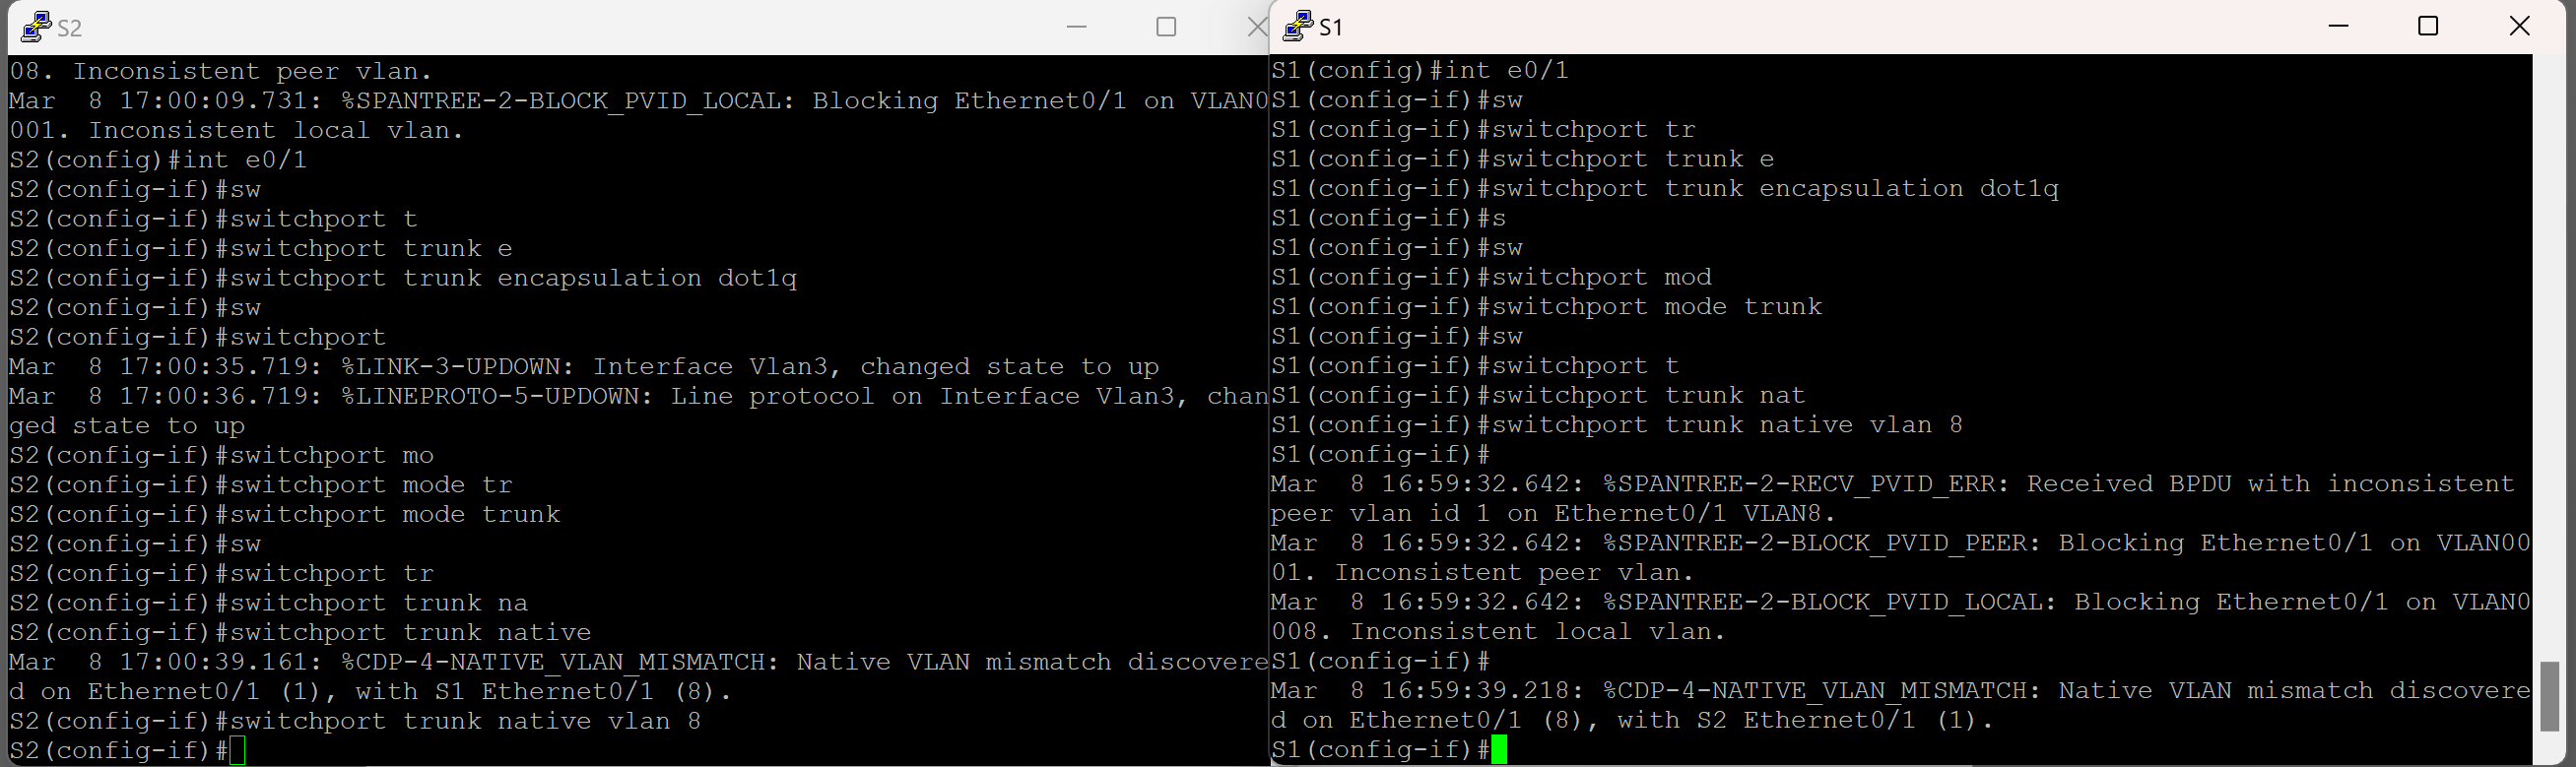 S2
08. Inconsistent peer vlan.
Mar  8 17:00:09.731: %SPANTREE-2-BLOCK_PVID_LOCAL: Blocking Ethernet0/1 on VLAN0
001. Inconsistent local vlan.
S2(config)#int e0/1
S2(config-if)#sw
S2(config-if)#switchport t
S2(config-if)#switchport trunk e
S2(config-if)#switchport trunk encapsulation dot1q
S2(config-if)#sw
S2(config-if)#switchport
Mar  8 17:00:35.719: %LINK-3-UPDOWN: Interface Vlan3, changed state to up
Mar  8 17:00:36.719: %LINEPROTO-5-UPDOWN: Line protocol on Interface Vlan3, chan
ged state to up
S2(config-if)#switchport mo
S2(config-if)#switchport mode tr
S2(config-if)#switchport mode trunk
S2(config-if)#sw
S2(config-if)#switchport tr
S2(config-if)#switchport trunk na
S2(config-if)#switchport trunk native
Mar  8 17:00:39.161: %CDP-4-NATIVE_VLAN_MISMATCH: Native VLAN mismatch discovere
d on Ethernet0/1 (1), with S1 Ethernet0/1 (8).
S2(config-if)#switchport trunk native vlan 8
S2(config-if)#
S1
S1(config)#int e0/1
S1(config-if)#sw
S1(config-if)#switchport tr
S1(config-if)#switchport trunk e
S1(config-if)#switchport trunk encapsulation dot1q
S1(config-if)#s
S1(config-if)#sw
S1(config-if)#switchport mod
S1(config-if)#switchport mode trunk
S1(config-if)#sw
S1(config-if)#switchport t
S1(config-if)#switchport trunk nat
S1(config-if)#switchport trunk native vlan 8
S1(config-if)#
Mar  8 16:59:32.642: %SPANTREE-2-RECV_PVID_ERR: Received BPDU with inconsistent
peer vlan id 1 on Ethernet0/1 VLAN8.
Mar  8 16:59:32.642: %SPANTREE-2-BLOCK_PVID_PEER: Blocking Ethernet0/1 on VLAN00
01. Inconsistent peer vlan.
Mar  8 16:59:32.642: %SPANTREE-2-BLOCK_PVID_LOCAL: Blocking Ethernet0/1 on VLAN0
008. Inconsistent local vlan.
S1(config-if)#
Mar  8 16:59:39.218: %CDP-4-NATIVE_VLAN_MISMATCH: Native VLAN mismatch discovere
d on Ethernet0/1 (8), with S2 Ethernet0/1 (1).
S1(config-if)#